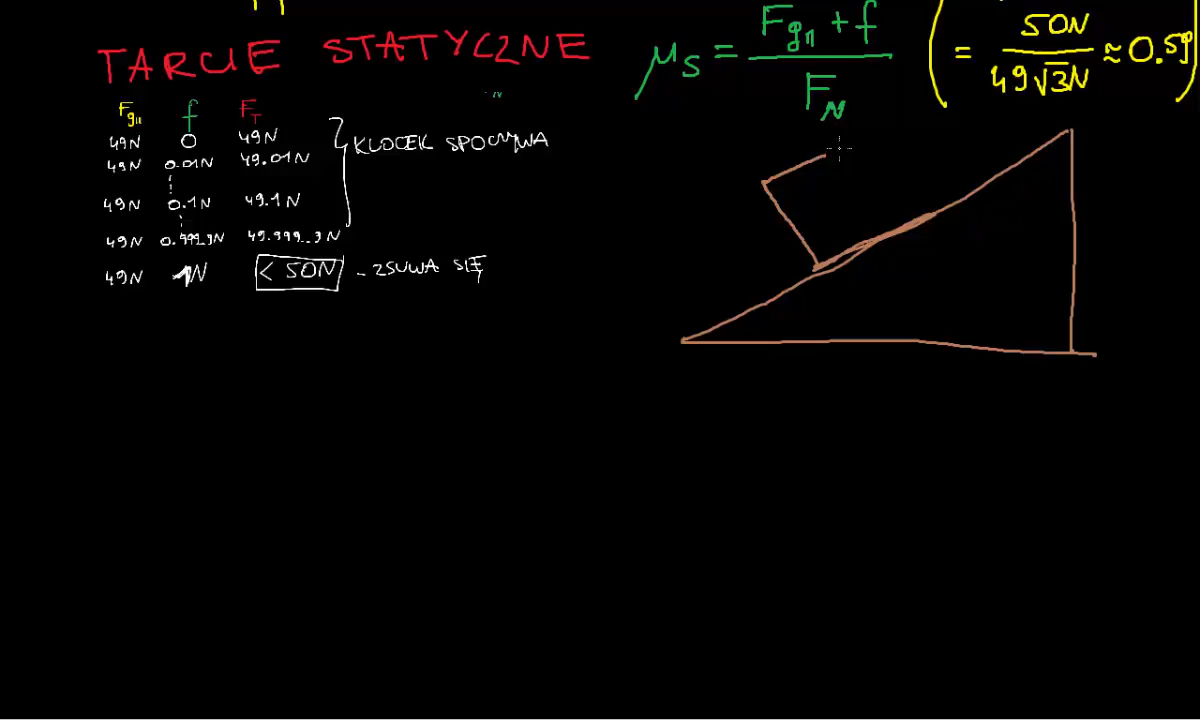 TARCIE STATYCZNE
μs = Fg|| + f / FN
( = 50N / 49√3N ≈ 0.59 )
Fg|| f FT
49N 0 49N
49N 0.01N 49.01N
KLOCEK SPOCZYWA
49N 0.1N 49.1N
49N 0.999..9N 49.999..9N
49N 1N < 50N - ZSUWA SIĘ